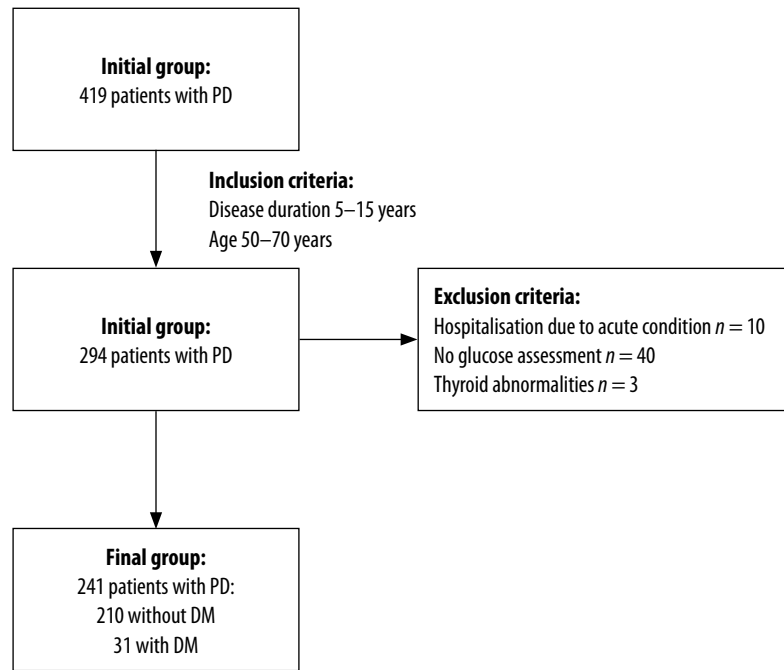 Initial group:
419 patients with PD
Inclusion criteria:
Disease duration 5–15 years
Age 50–70 years
Initial group:
294 patients with PD
Exclusion criteria:
Hospitalisation due to acute condition n = 10
No glucose assessment n = 40
Thyroid abnormalities n = 3
Final group:
241 patients with PD:
210 without DM
31 with DM